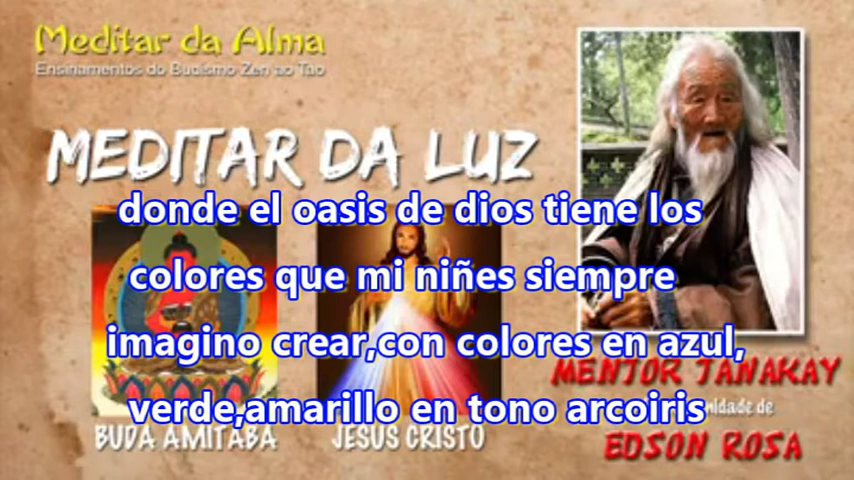 Meditar da Alma
Ensinamentos do Budismo Zen ao Tao
MEDITAR DA LUZ
donde el oasis de dios tiene los
colores que mi niñes siempre
imagino crear,con colores en azul,
verde,amarillo en tono arcoiris
BUDA AMITABA
JESUS CRISTO
MENTOR TANAKAY
de
EDSON ROSA